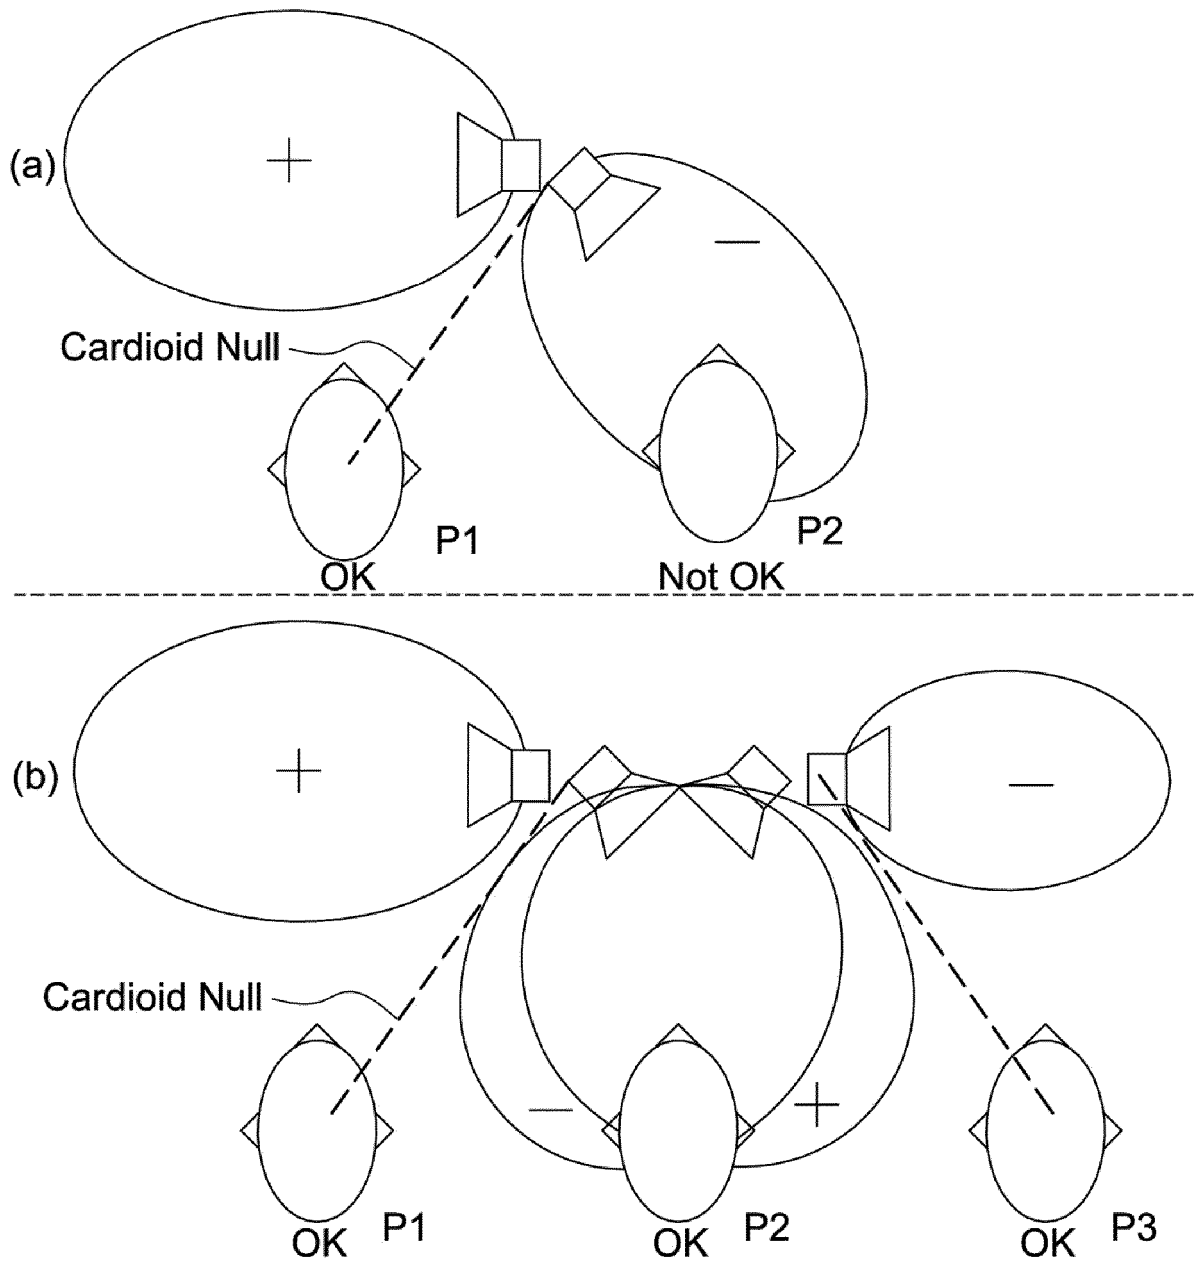 (a)
+
−
Cardioid Null
P1
P2
OK
Not OK
(b)
+
−
Cardioid Null
−
+
P1
P2
P3
OK
OK
OK